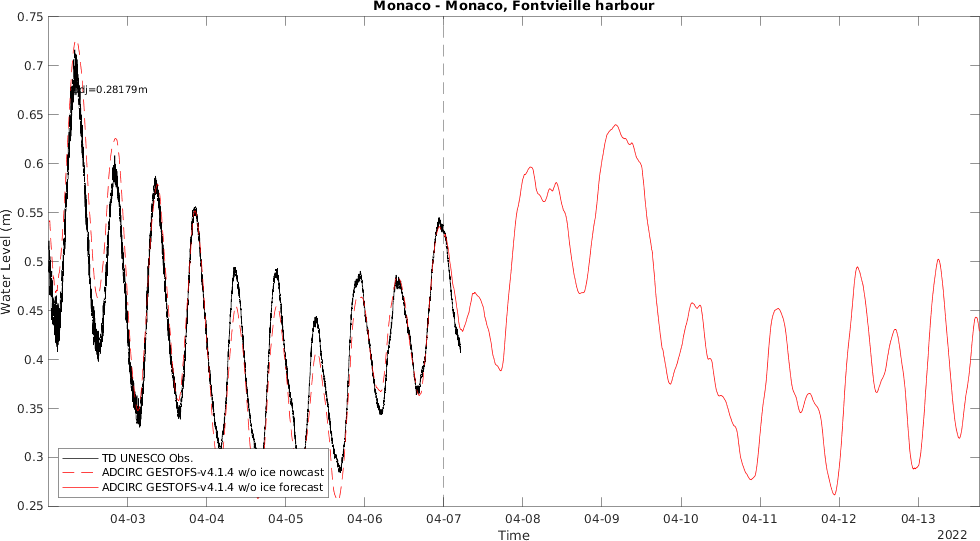 Monaco - Monaco, Fontvieille harbour
0.75
0.7
0.65
0.6
0.55
0.5
0.45
0.4
0.35
0.3
0.25
Water Level (m)
dj=0.28179m
TD UNESCO Obs.
ADCIRC GESTOFS-v4.1.4 w/o ice nowcast
ADCIRC GESTOFS-v4.1.4 w/o ice forecast
04-03 04-04 04-05 04-06 04-07 04-08 04-09 04-10 04-11 04-12 04-13
Time
2022